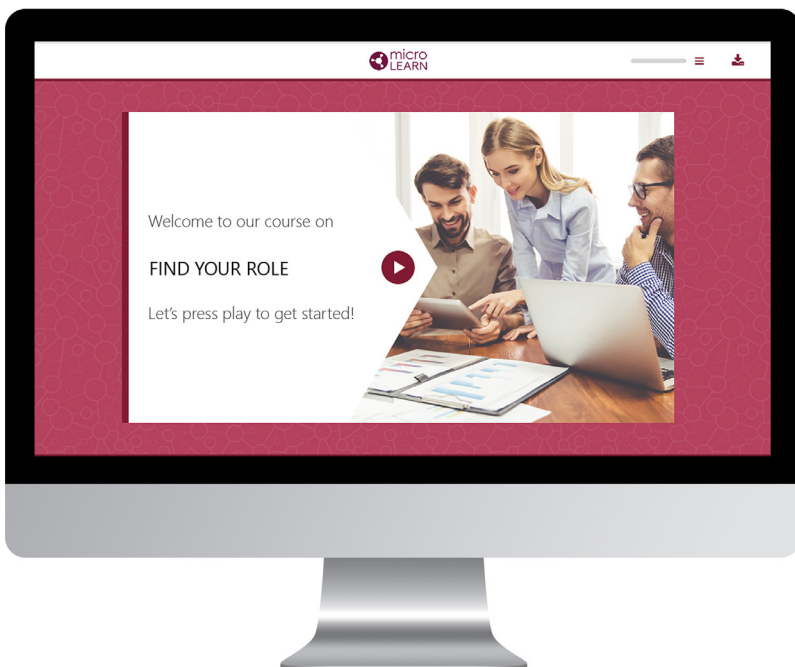 micro
LEARN
Welcome to our course on
FIND YOUR ROLE
Let's press play to get started!